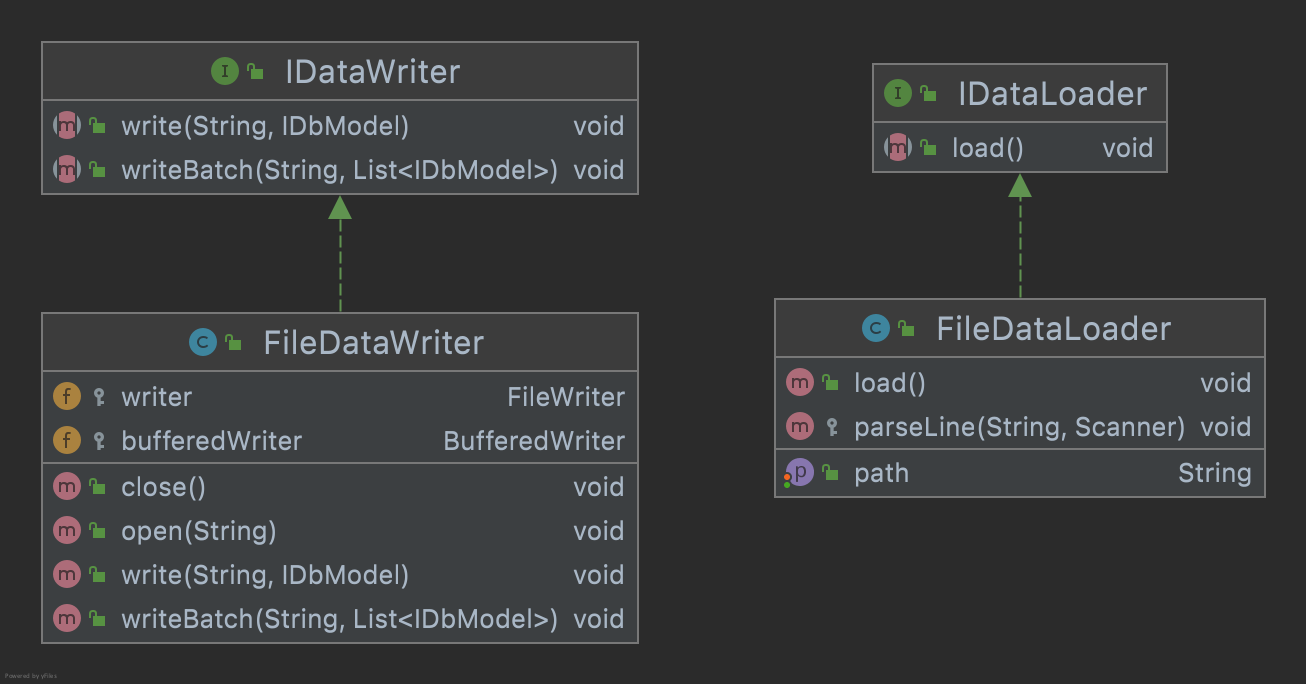 IDataWriter
write(String, IDbModel) void
writeBatch(String, List<IDbModel>) void
FileDataWriter
writer FileWriter
bufferedWriter BufferedWriter
close() void
open(String) void
write(String, IDbModel) void
writeBatch(String, List<IDbModel>) void
IDataLoader
load() void
FileDataLoader
load() void
parseLine(String, Scanner) void
path String
Powered by yFiles